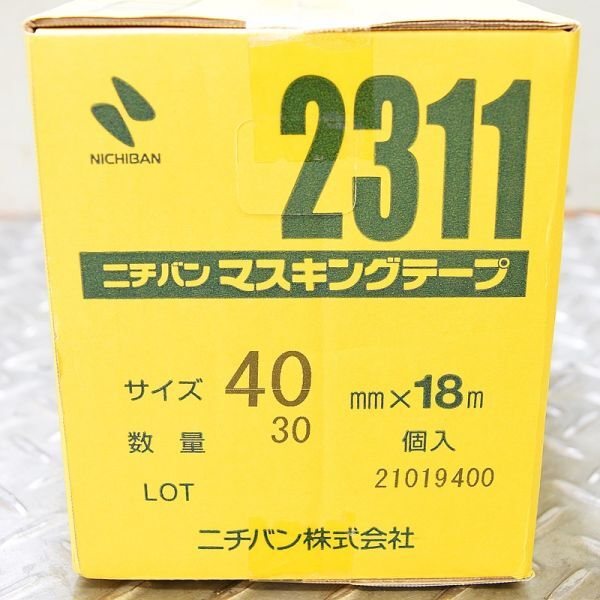 NICHIBAN
2311
ニチバン マスキングテープ
サイズ 40 mm×18m
数量 30 個入
LOT 21019400
ニチバン株式会社